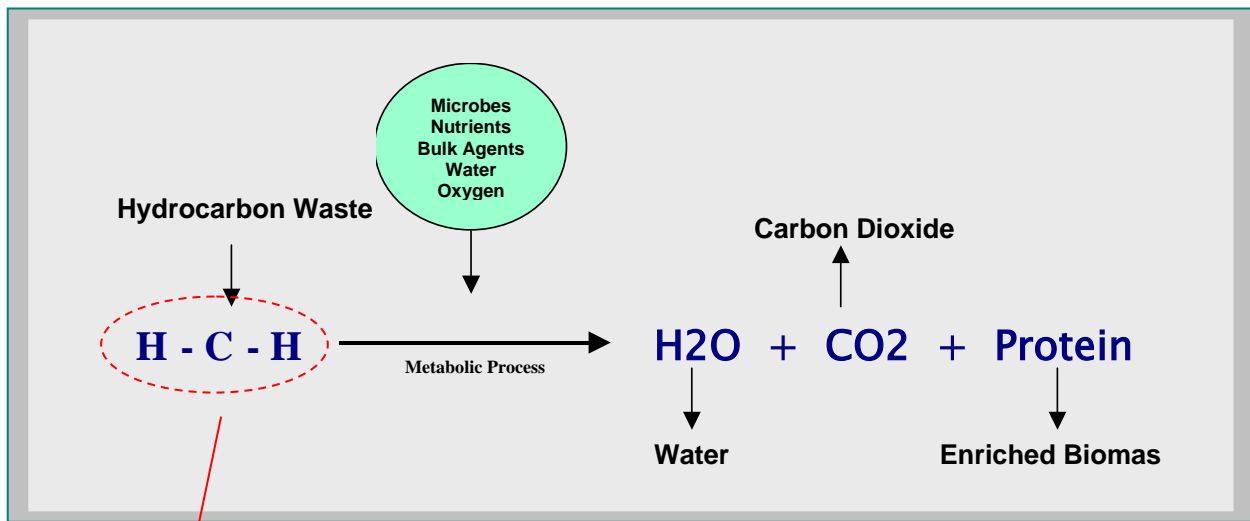 Microbes
Nutrients
Bulk Agents
Water
Oxygen
Hydrocarbon Waste
Carbon Dioxide
H - C - H
Metabolic Process
H2O + CO2 + Protein
Water
Enriched Biomas